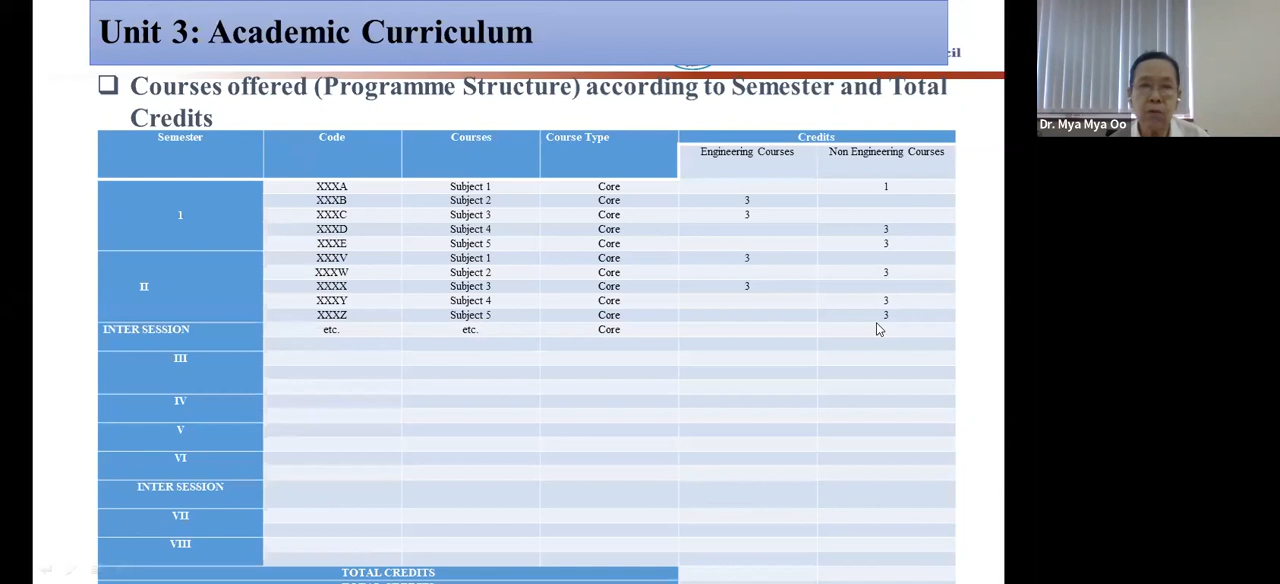 Unit 3: Academic Curriculum
cil
❑ Courses offered (Programme Structure) according to Semester and Total
Credits
Semester Code Courses Course Type Credits
Engineering Courses Non Engineering Courses
XXXA Subject 1 Core 1
XXXB Subject 2 Core 3
1 XXXC Subject 3 Core 3
XXXD Subject 4 Core 3
XXXE Subject 5 Core 3
XXXV Subject 1 Core 3
XXXW Subject 2 Core 3
II XXXX Subject 3 Core 3
XXXY Subject 4 Core 3
XXXZ Subject 5 Core 3
INTER SESSION etc. etc. Core
III
IV
V
VI
INTER SESSION
VII
VIII
TOTAL CREDITS
Dr. Mya Mya Oo